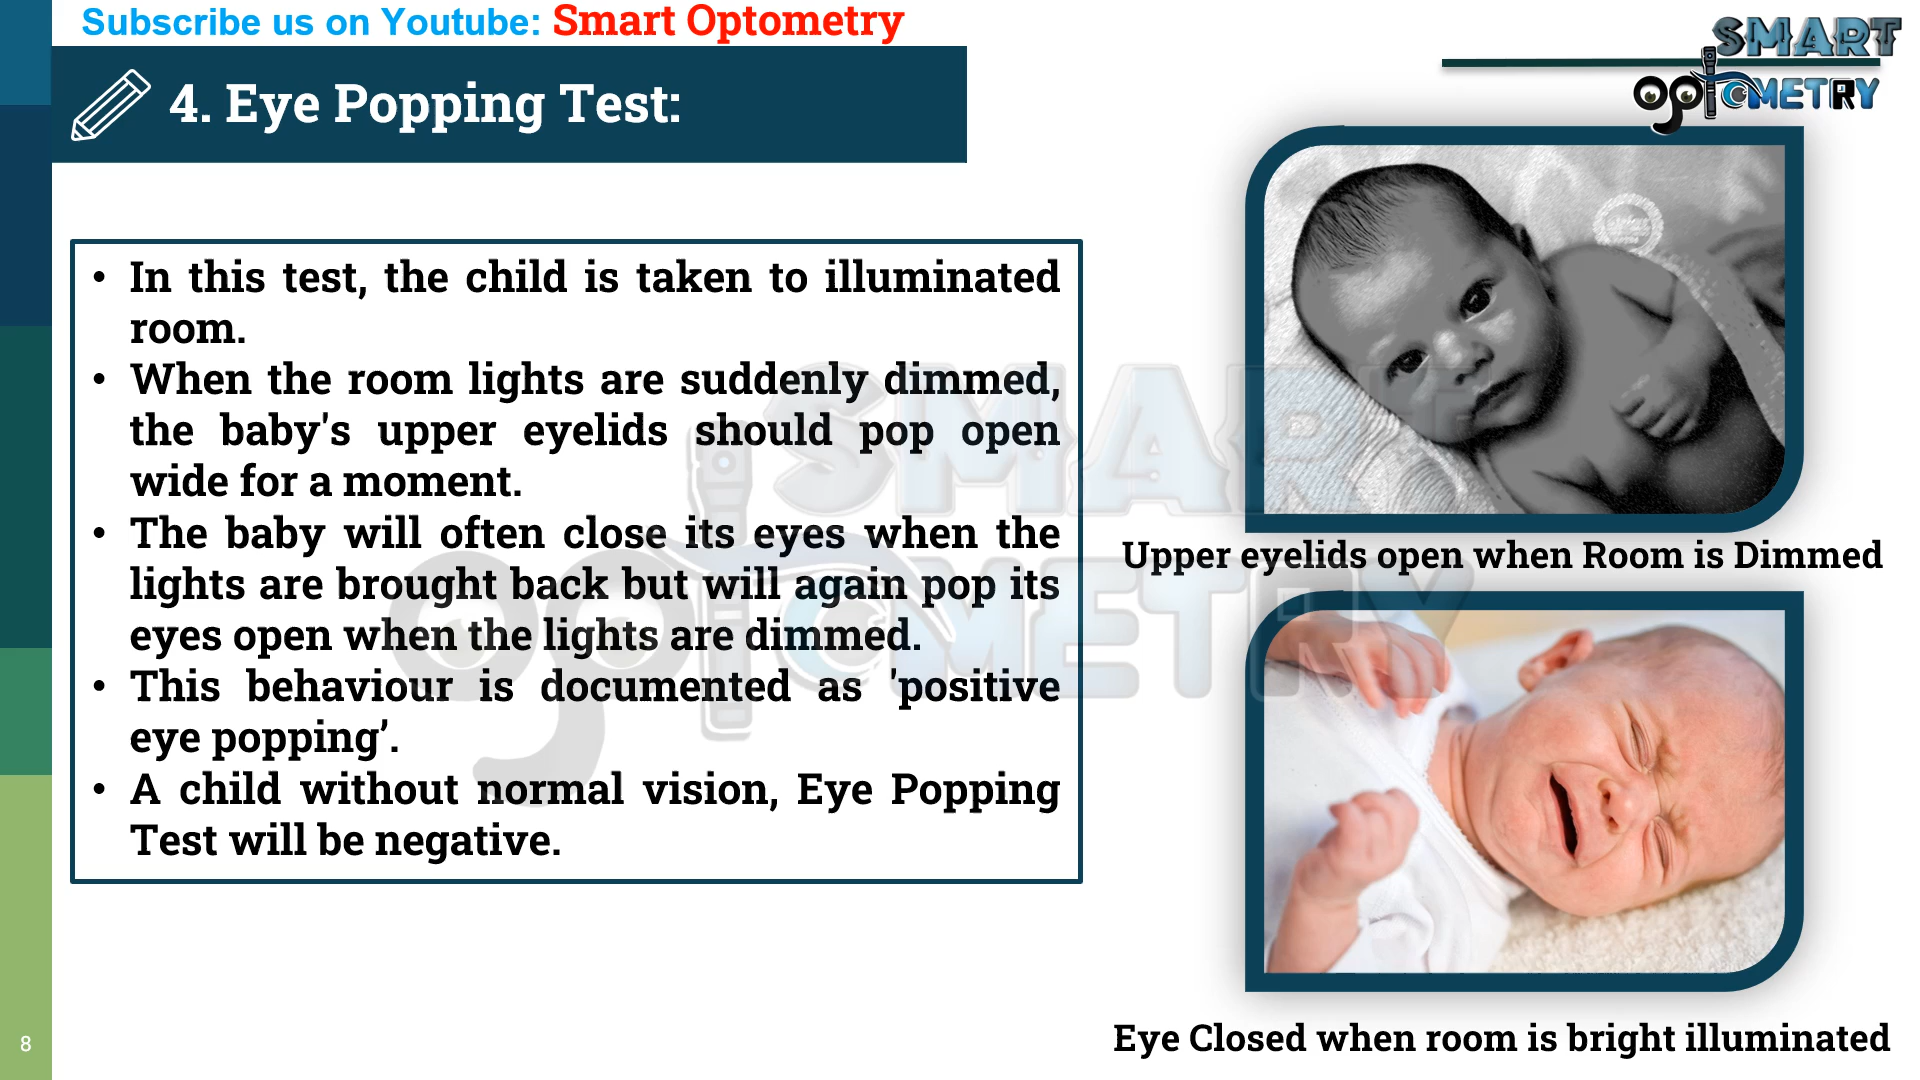 Subscribe us on Youtube: Smart Optometry
SMART
OPTOMETRY
4. Eye Popping Test:
• In this test, the child is taken to illuminated
room.
• When the room lights are suddenly dimmed,
the baby's upper eyelids should pop open
wide for a moment.
• The baby will often close its eyes when the
lights are brought back but will again pop its
eyes open when the lights are dimmed.
• This behaviour is documented as 'positive
eye popping’.
• A child without normal vision, Eye Popping
Test will be negative.
SMART
OPTOMETRY
Upper eyelids open when Room is Dimmed
Eye Closed when room is bright illuminated
8